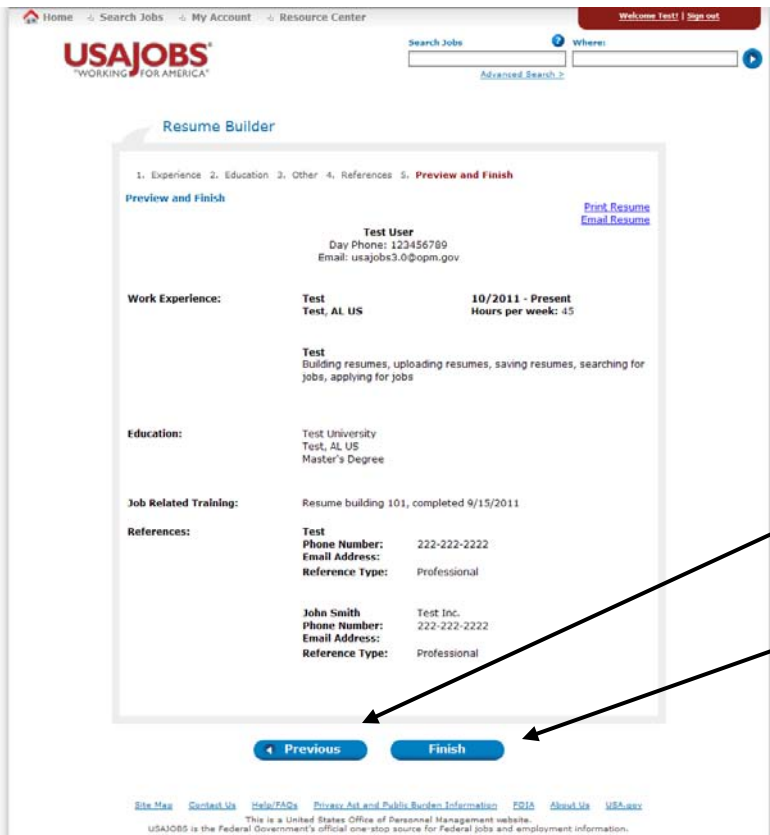 Home Search Jobs My Account Resource Center Welcome Test! | Sign out
Search Jobs ? Where:
USAJOBS®
"WORKING FOR AMERICA"
Advanced Search >
Resume Builder
1. Experience 2. Education 3. Other 4. References 5. Preview and Finish
Preview and Finish
Print Resume
Email Resume
Test User
Day Phone: 123456789
Email: usajobs3.0@opm.gov
Work Experience: Test 10/2011 - Present
Test, AL US Hours per week: 45
Test
Building resumes, uploading resumes, saving resumes, searching for
jobs, applying for jobs
Education: Test University
Test, AL US
Master's Degree
Job Related Training: Resume building 101, completed 9/15/2011
References: Test
Phone Number: 222-222-2222
Email Address:
Reference Type: Professional
John Smith Test Inc.
Phone Number: 222-222-2222
Email Address:
Reference Type: Professional
Previous Finish
Site Map Contact Us Help/FAQs Privacy Act and Public Burden Information FOIA About Us USA.gov
This is a United States Office of Personnel Management website.
USAJOBS is the Federal Government's official one-stop source for Federal jobs and employment information.